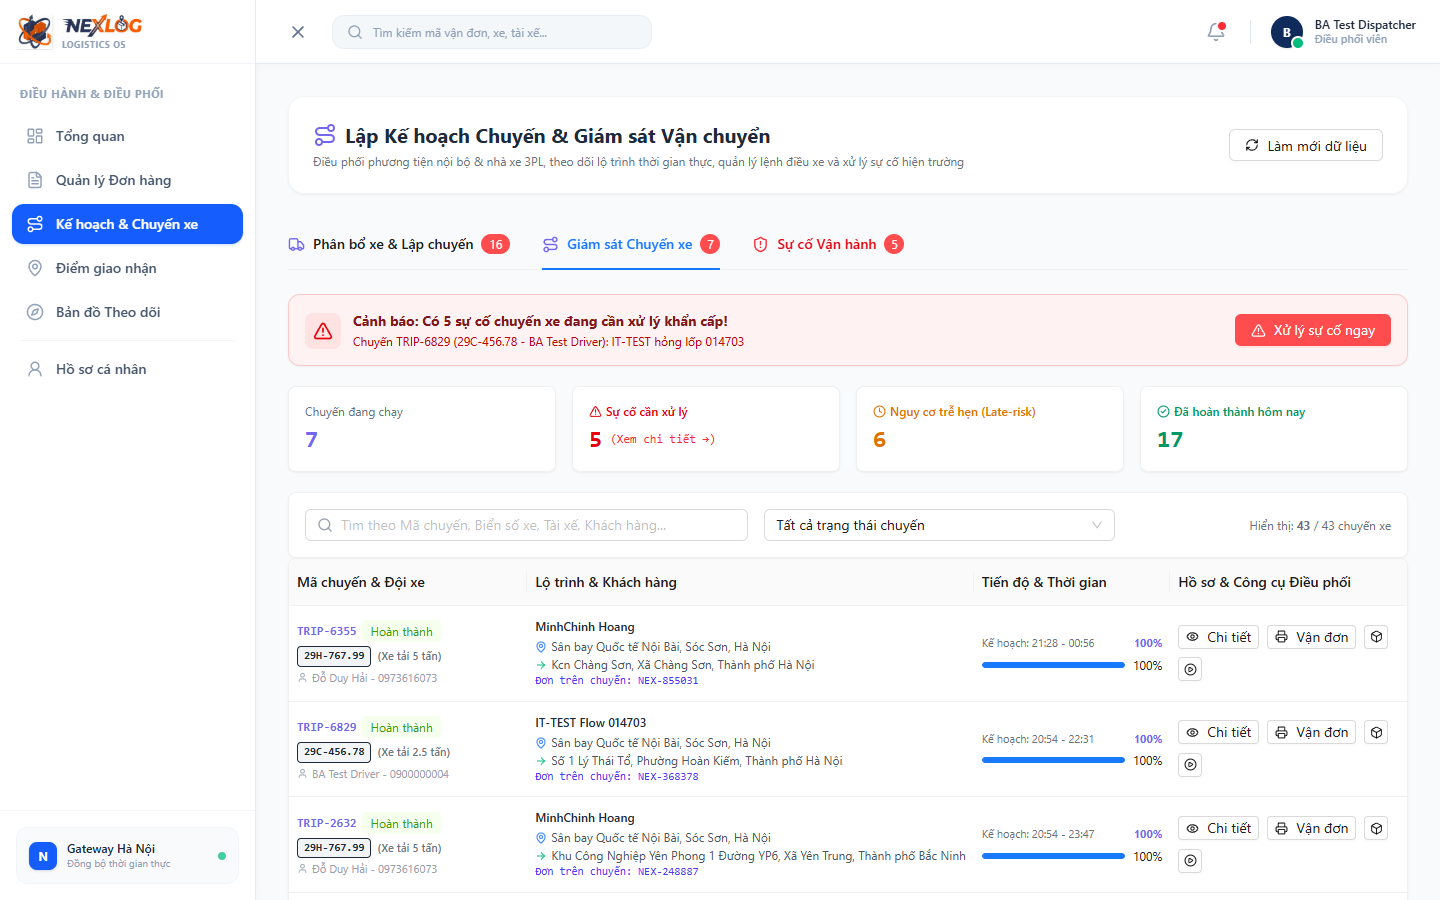 NEXLOG
LOGISTICS OS
Tìm kiếm mã vận đơn, xe, tài xế...
B
BA Test Dispatcher
Điều phối viên
ĐIỀU HÀNH & ĐIỀU PHỐI
Tổng quan
Quản lý Đơn hàng
Kế hoạch & Chuyến xe
Điểm giao nhận
Bản đồ Theo dõi
Hồ sơ cá nhân
N
Gateway Hà Nội
Đồng bộ thời gian thực
Lập Kế hoạch Chuyến & Giám sát Vận chuyển
Điều phối phương tiện nội bộ & nhà xe 3PL, theo dõi lộ trình thời gian thực, quản lý lệnh điều xe và xử lý sự cố hiện trường
Làm mới dữ liệu
Phân bổ xe & Lập chuyến 16
Giám sát Chuyến xe 7
Sự cố Vận hành 5
Cảnh báo: Có 5 sự cố chuyến xe đang cần xử lý khẩn cấp!
Chuyến TRIP-6829 (29C-456.78 - BA Test Driver): IT-TEST hỏng lốp 014703
Xử lý sự cố ngay
Chuyến đang chạy
7
Sự cố cần xử lý
5 (Xem chi tiết →)
Nguy cơ trễ hẹn (Late-risk)
6
Đã hoàn thành hôm nay
17
Tìm theo Mã chuyến, Biển số xe, Tài xế, Khách hàng...
Tất cả trạng thái chuyến
Hiển thị: 43 / 43 chuyến xe
Mã chuyến & Đội xe
Lộ trình & Khách hàng
Tiến độ & Thời gian
Hồ sơ & Công cụ Điều phối
TRIP-6355 Hoàn thành
29H-767.99 (Xe tải 5 tấn)
Đỗ Duy Hải - 0973616073
MinhChinh Hoang
Sân bay Quốc tế Nội Bài, Sóc Sơn, Hà Nội
→ Kcn Chàng Sơn, Xã Chàng Sơn, Thành phố Hà Nội
Đơn trên chuyến: NEX-855031
Kế hoạch: 21:28 - 00:56 100%
100%
Chi tiết
Vận đơn
TRIP-6829 Hoàn thành
29C-456.78 (Xe tải 2.5 tấn)
BA Test Driver - 0900000004
IT-TEST Flow 014703
Sân bay Quốc tế Nội Bài, Sóc Sơn, Hà Nội
→ Số 1 Lý Thái Tổ, Phường Hoàn Kiếm, Thành phố Hà Nội
Đơn trên chuyến: NEX-368378
Kế hoạch: 20:54 - 22:31 100%
100%
Chi tiết
Vận đơn
TRIP-2632 Hoàn thành
29H-767.99 (Xe tải 5 tấn)
Đỗ Duy Hải - 0973616073
MinhChinh Hoang
Sân bay Quốc tế Nội Bài, Sóc Sơn, Hà Nội
→ Khu Công Nghiệp Yên Phong 1 Đường YP6, Xã Yên Trung, Thành phố Bắc Ninh
Đơn trên chuyến: NEX-248887
Kế hoạch: 20:54 - 23:47 100%
100%
Chi tiết
Vận đơn